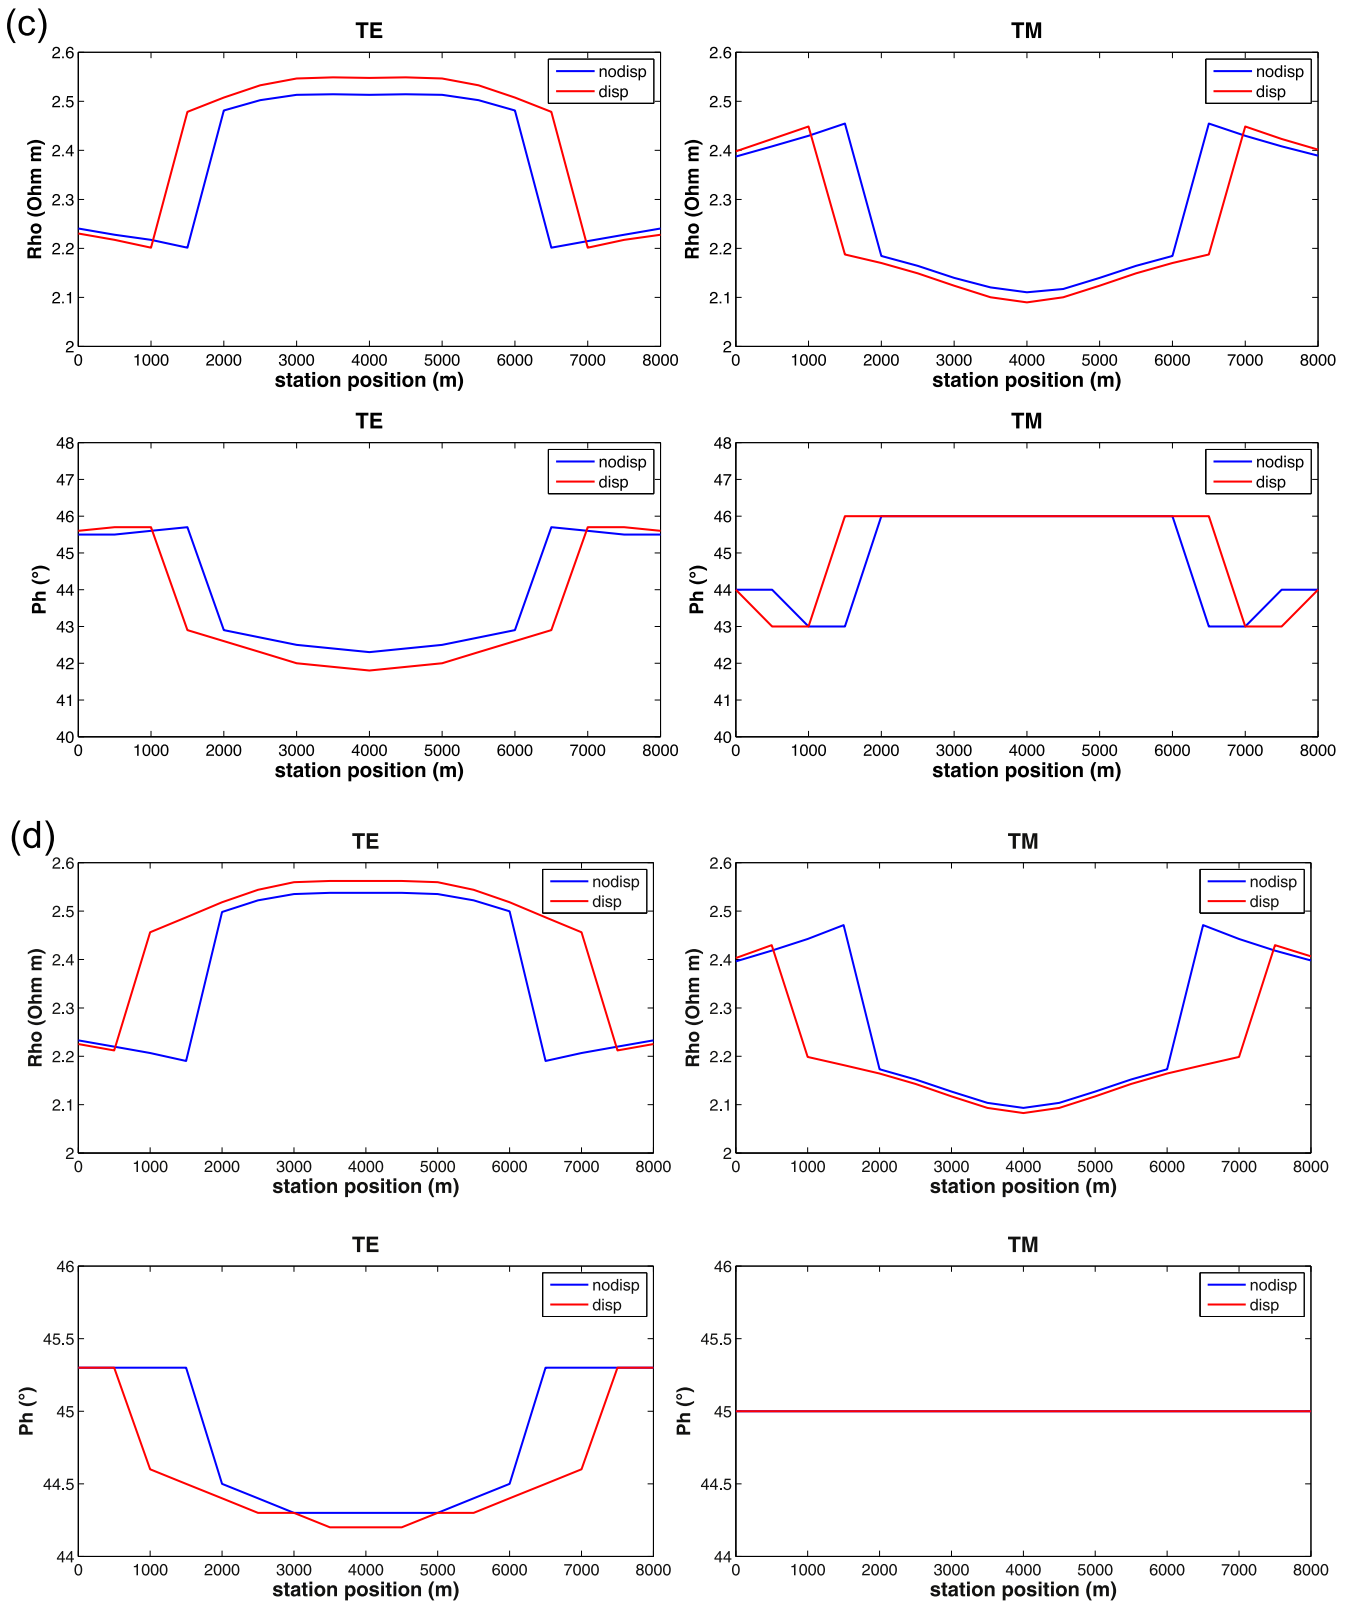 (c)
TE
TM
2.6
2.5
2.4
2.3
2.2
2.1
2
Rho (Ohm m)
nodisp
disp
0 1000 2000 3000 4000 5000 6000 7000 8000
station position (m)
2.6
2.5
2.4
2.3
2.2
2.1
2
Rho (Ohm m)
nodisp
disp
0 1000 2000 3000 4000 5000 6000 7000 8000
station position (m)
TE
TM
48
47
46
45
44
43
42
41
40
Ph (°)
nodisp
disp
0 1000 2000 3000 4000 5000 6000 7000 8000
station position (m)
48
47
46
45
44
43
42
41
40
Ph (°)
nodisp
disp
0 1000 2000 3000 4000 5000 6000 7000 8000
station position (m)
(d)
TE
TM
2.6
2.5
2.4
2.3
2.2
2.1
2
Rho (Ohm m)
nodisp
disp
0 1000 2000 3000 4000 5000 6000 7000 8000
station position (m)
2.6
2.5
2.4
2.3
2.2
2.1
2
Rho (Ohm m)
nodisp
disp
0 1000 2000 3000 4000 5000 6000 7000 8000
station position (m)
TE
TM
46
45.5
45
44.5
44
Ph (°)
nodisp
disp
0 1000 2000 3000 4000 5000 6000 7000 8000
station position (m)
46
45.5
45
44.5
44
Ph (°)
nodisp
disp
0 1000 2000 3000 4000 5000 6000 7000 8000
station position (m)